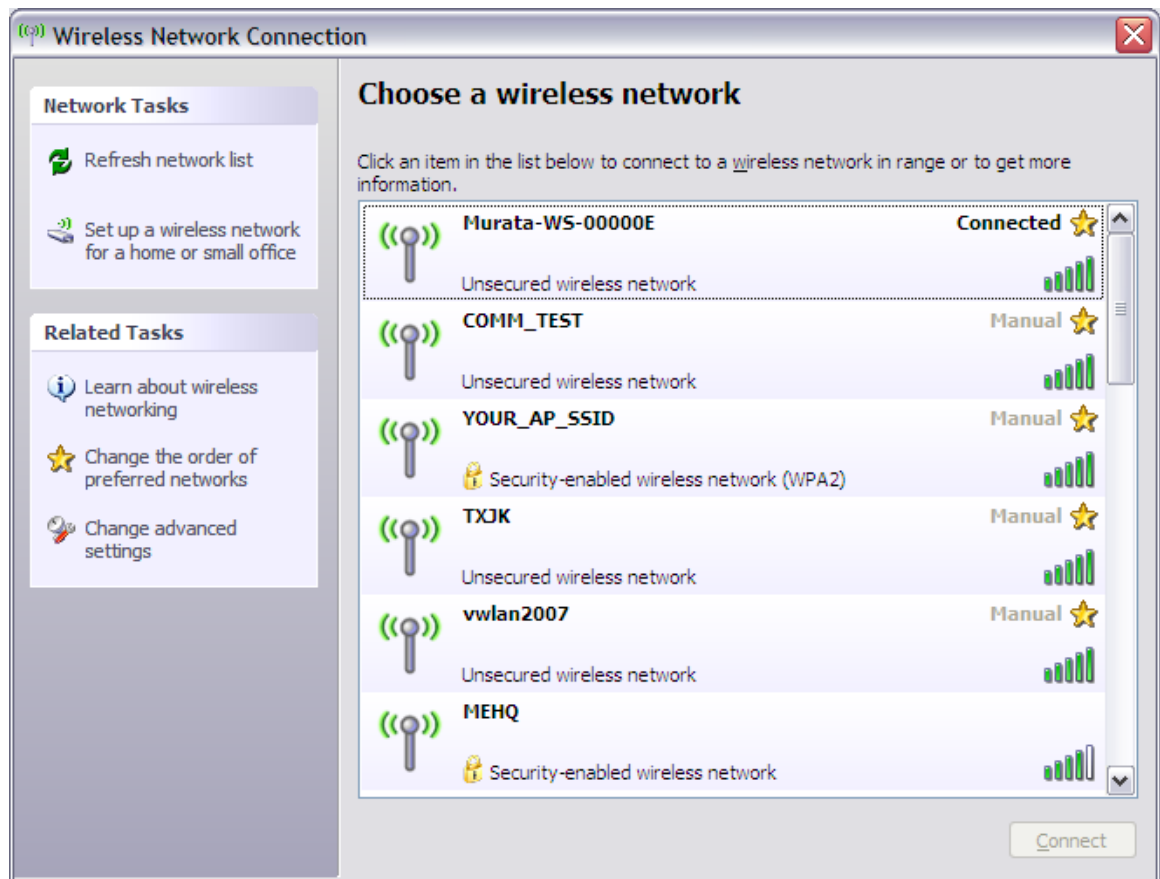 Wireless Network Connection
Network Tasks
Refresh network list
Set up a wireless network
for a home or small office
Related Tasks
Learn about wireless
networking
Change the order of
preferred networks
Change advanced
settings
Choose a wireless network
Click an item in the list below to connect to a wireless network in range or to get more
information.
Murata-WS-00000E Connected
Unsecured wireless network
COMM_TEST Manual
Unsecured wireless network
YOUR_AP_SSID Manual
Security-enabled wireless network (WPA2)
TXJK Manual
Unsecured wireless network
vwlan2007 Manual
Unsecured wireless network
MEHQ
Security-enabled wireless network
Connect